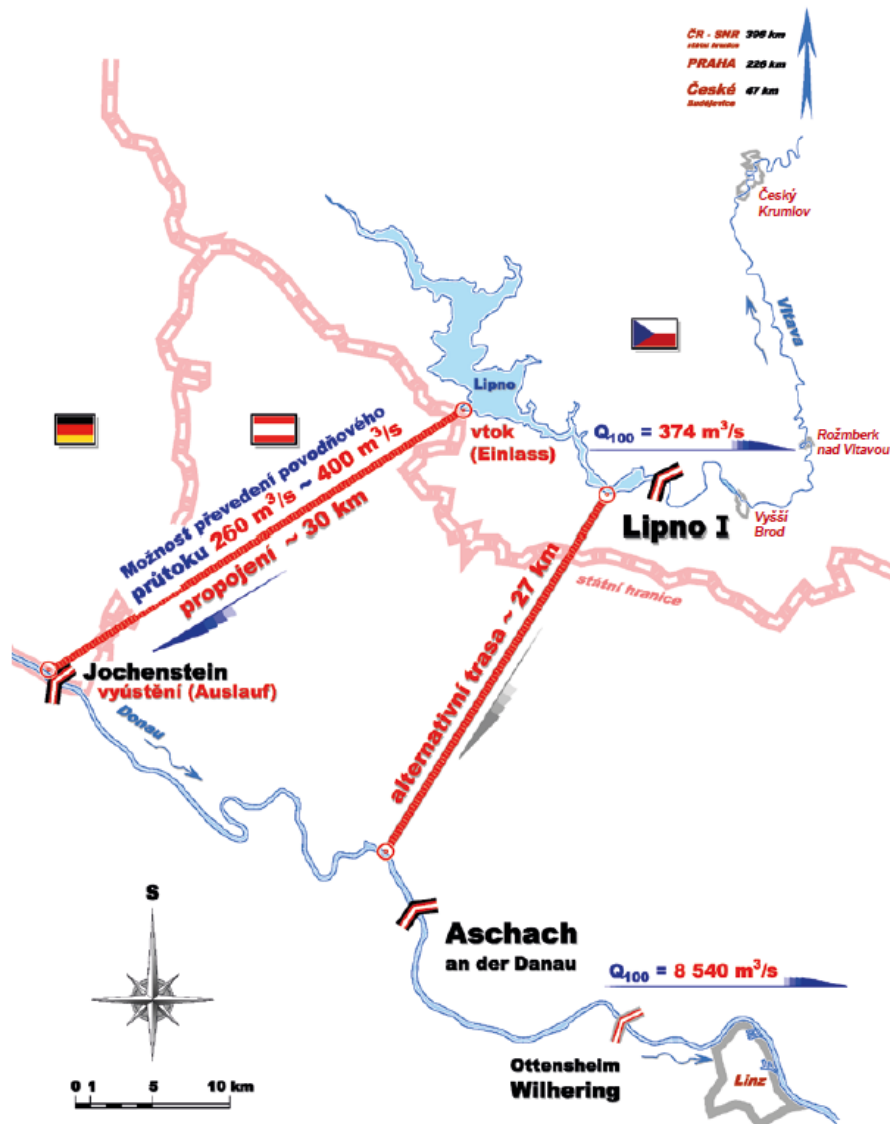 ČR - SNR 396 km
státní hranice
PRAHA 226 km
České 47 km
Budějovice
Český
Krumlov
Vltava
Lipno
vtok
(Einlass)
Q100 = 374 m³/s
Rožmberk
nad Vltavou
Lipno I
Vyšší
Brod
státní hranice
Možnost převedení povodňového
průtoku 260 m³/s ~ 400 m³/s
propojení ~ 30 km
alternativní trasa ~ 27 km
Jochenstein
vyústění (Auslauf)
Donau
S
Aschach
an der Danau
Q100 = 8 540 m³/s
Ottensheim
Wilhering
Linz
0 1 5 10 km